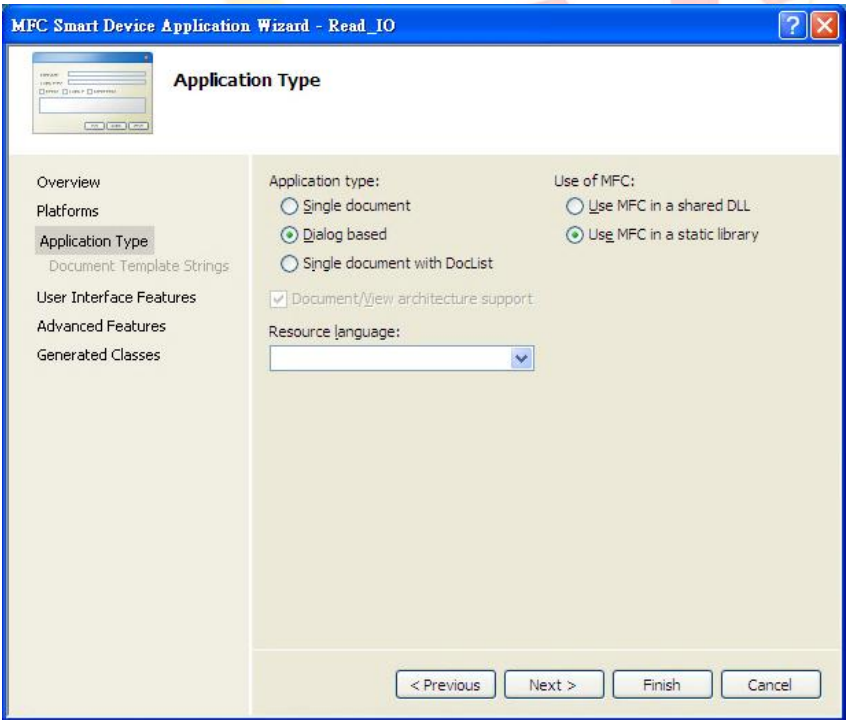 MFC Smart Device Application Wizard - Read_IO
Application Type
Overview
Platforms
Application Type
Document Template Strings
User Interface Features
Advanced Features
Generated Classes
Application type:
Single document
Dialog based
Single document with DocList
Document/View architecture support
Resource language:
Use of MFC:
Use MFC in a shared DLL
Use MFC in a static library
< Previous
Next >
Finish
Cancel